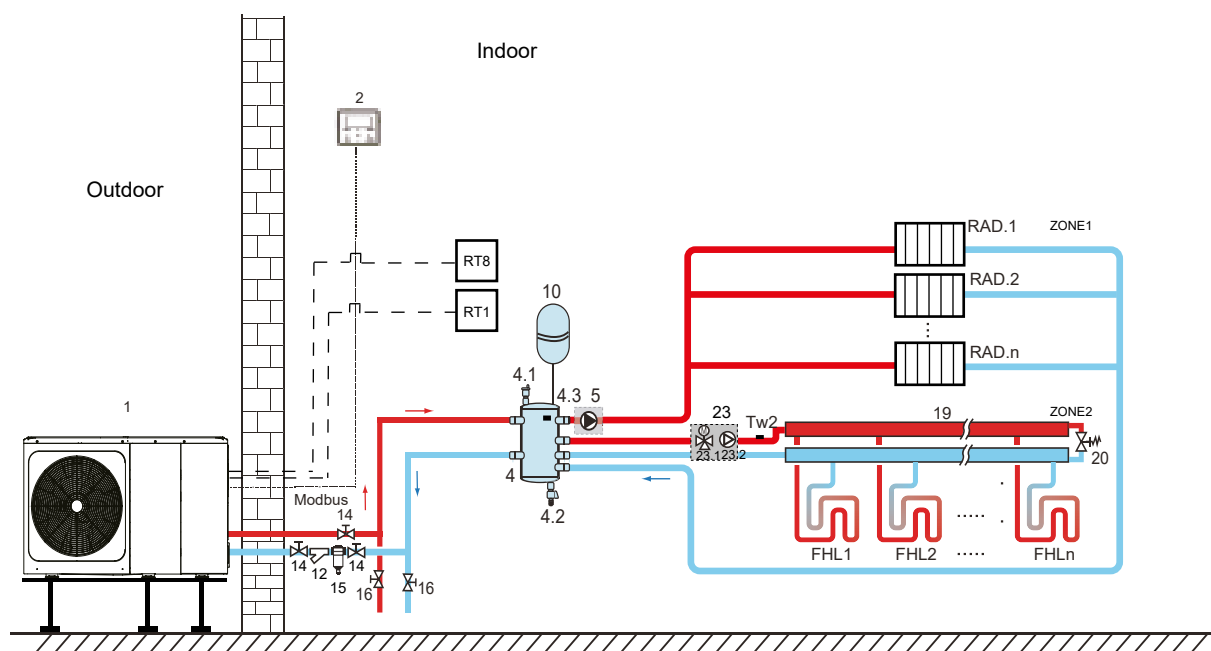 Indoor
Outdoor
2
RT8
RT1
10
RAD.1
ZONE1
RAD.2
RAD.n
4.1
4.3
5
1
23
Tw2
19
ZONE2
M
23.1
23.2
20
4
4.2
Modbus
14
14
12
15
14
16
16
FHL1
FHL2
.....
FHLn